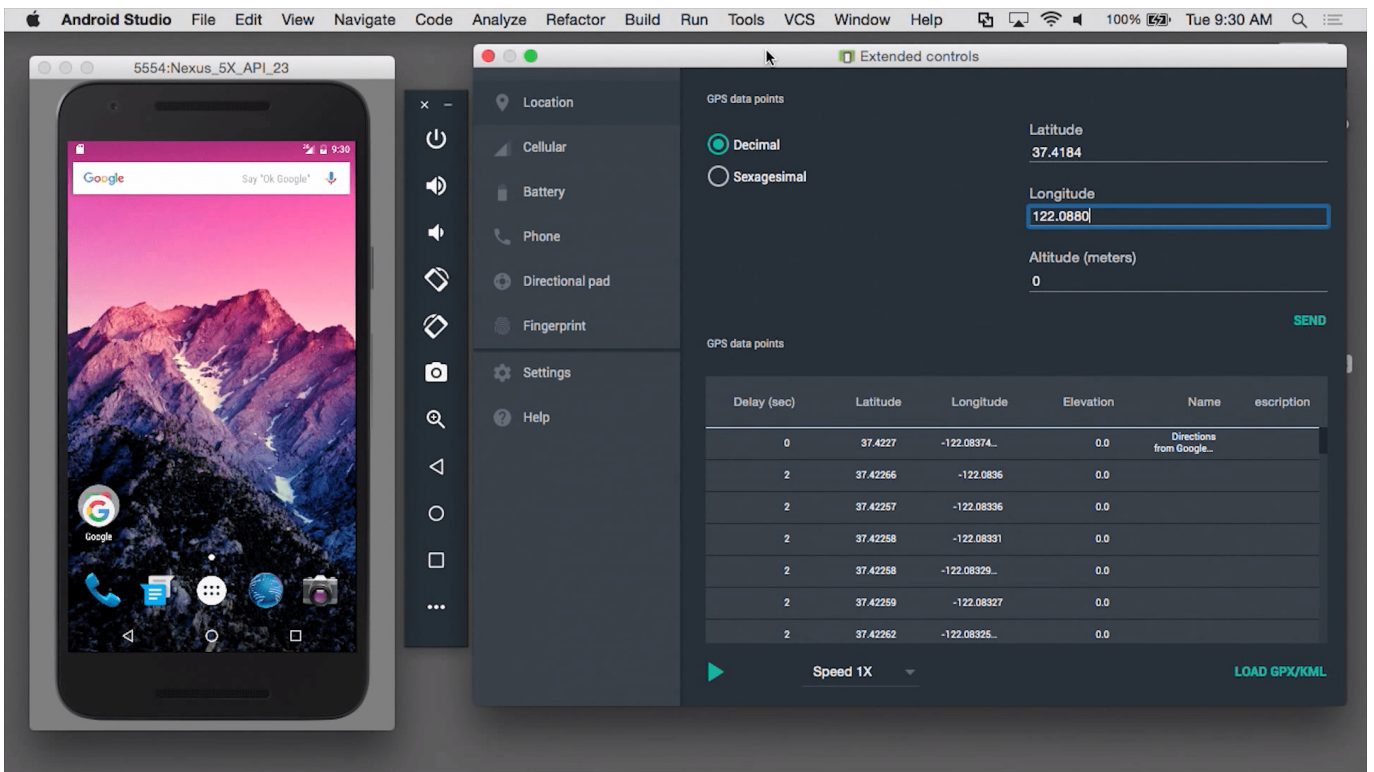 Android Studio File Edit View Navigate Code Analyze Refactor Build Run Tools VCS Window Help 100% Tue 9:30 AM
5554:Nexus_5X_API_23
9:30
Google Say "Ok Google"
Google
Extended controls
Location
Cellular
Battery
Phone
Directional pad
Fingerprint
Settings
Help
GPS data points
Decimal
Sexagesimal
Latitude
37.4184
Longitude
122.0880
Altitude (meters)
0
SEND
GPS data points
Delay (sec) Latitude Longitude Elevation Name escription
0 37.4227 -122.08374... 0.0 Directions
from Google...
2 37.42266 -122.0836 0.0
2 37.42257 -122.08336 0.0
2 37.42258 -122.08331 0.0
2 37.42258 -122.08329... 0.0
2 37.42259 -122.08327 0.0
2 37.42262 -122.08325... 0.0
Speed 1X
LOAD GPX/KML